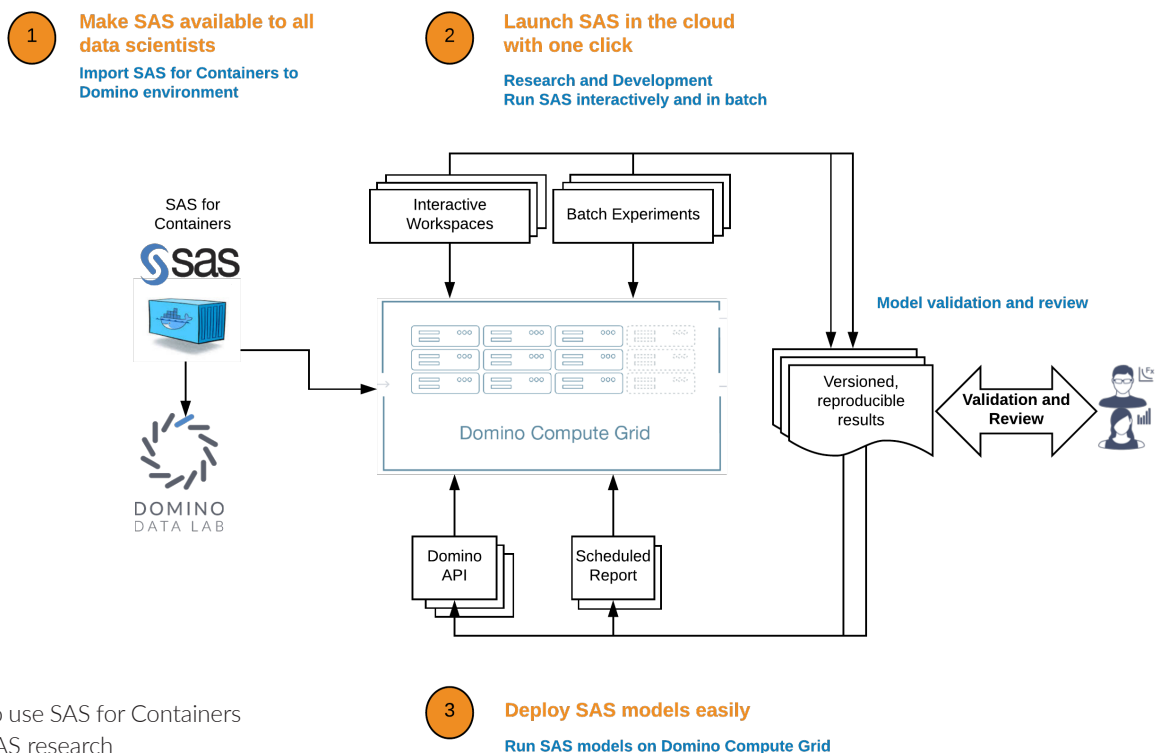 1
Make SAS available to all
data scientists
Import SAS for Containers to
Domino environment
2
Launch SAS in the cloud
with one click
Research and Development
Run SAS interactively and in batch
SAS for
Containers
sas
DOMINO
DATA LAB
Interactive
Workspaces
Batch Experiments
Domino Compute Grid
Domino
API
Scheduled
Report
Model validation and review
Versioned,
reproducible
results
Validation and
Review
Fx
3
Deploy SAS models easily
Run SAS models on Domino Compute Grid
use SAS for Containers
research